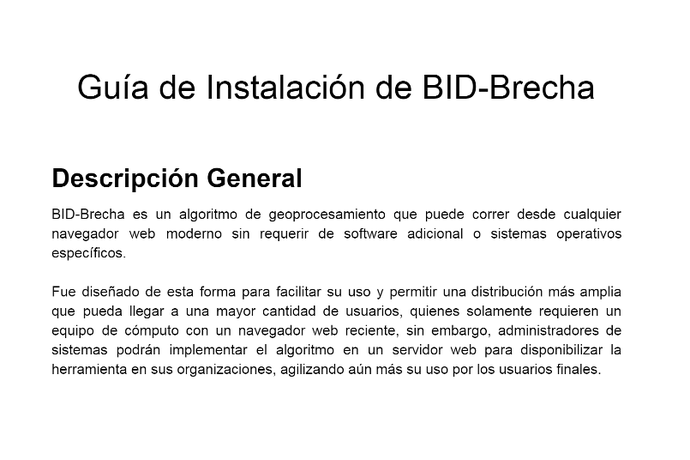 Guía de Instalación de BID-Brecha
Descripción General
BID-Brecha es un algoritmo de geoprocesamiento que puede correr desde cualquier
navegador web moderno sin requerir de software adicional o sistemas operativos
específicos.
Fue diseñado de esta forma para facilitar su uso y permitir una distribución más amplia
que pueda llegar a una mayor cantidad de usuarios, quienes solamente requieren un
equipo de cómputo con un navegador web reciente, sin embargo, administradores de
sistemas podrán implementar el algoritmo en un servidor web para disponibilizar la
herramienta en sus organizaciones, agilizando aún más su uso por los usuarios finales.